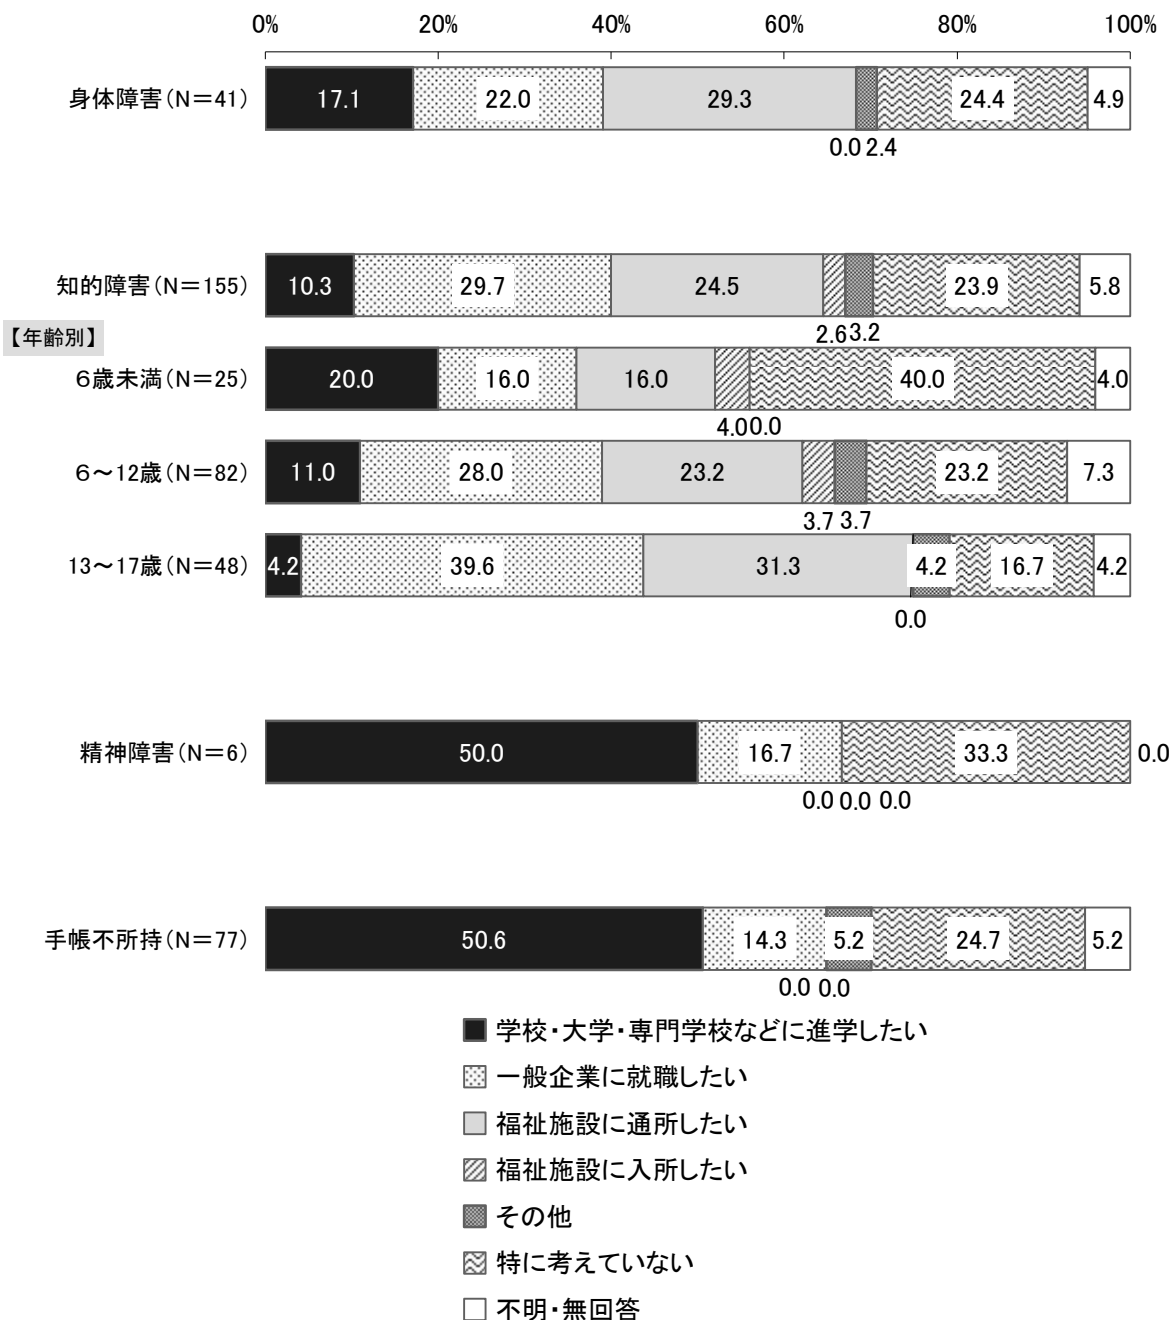 0% 20% 40% 60% 80% 100%
身体障害(N=41) 17.1 22.0 29.3 24.4 4.9
0.0 2.4
知的障害(N=155) 10.3 29.7 24.5 23.9 5.8
2.6 3.2
【年齢別】
6歳未満(N=25) 20.0 16.0 16.0 40.0 4.0
4.0 0.0
6~12歳(N=82) 11.0 28.0 23.2 23.2 7.3
3.7 3.7
13~17歳(N=48) 4.2 39.6 31.3 4.2 16.7 4.2
0.0
精神障害(N=6) 50.0 16.7 33.3 0.0
0.0 0.0 0.0
手帳不所持(N=77) 50.6 14.3 5.2 24.7 5.2
0.0 0.0
学校・大学・専門学校などに進学したい
一般企業に就職したい
福祉施設に通所したい
福祉施設に入所したい
その他
特に考えていない
不明・無回答